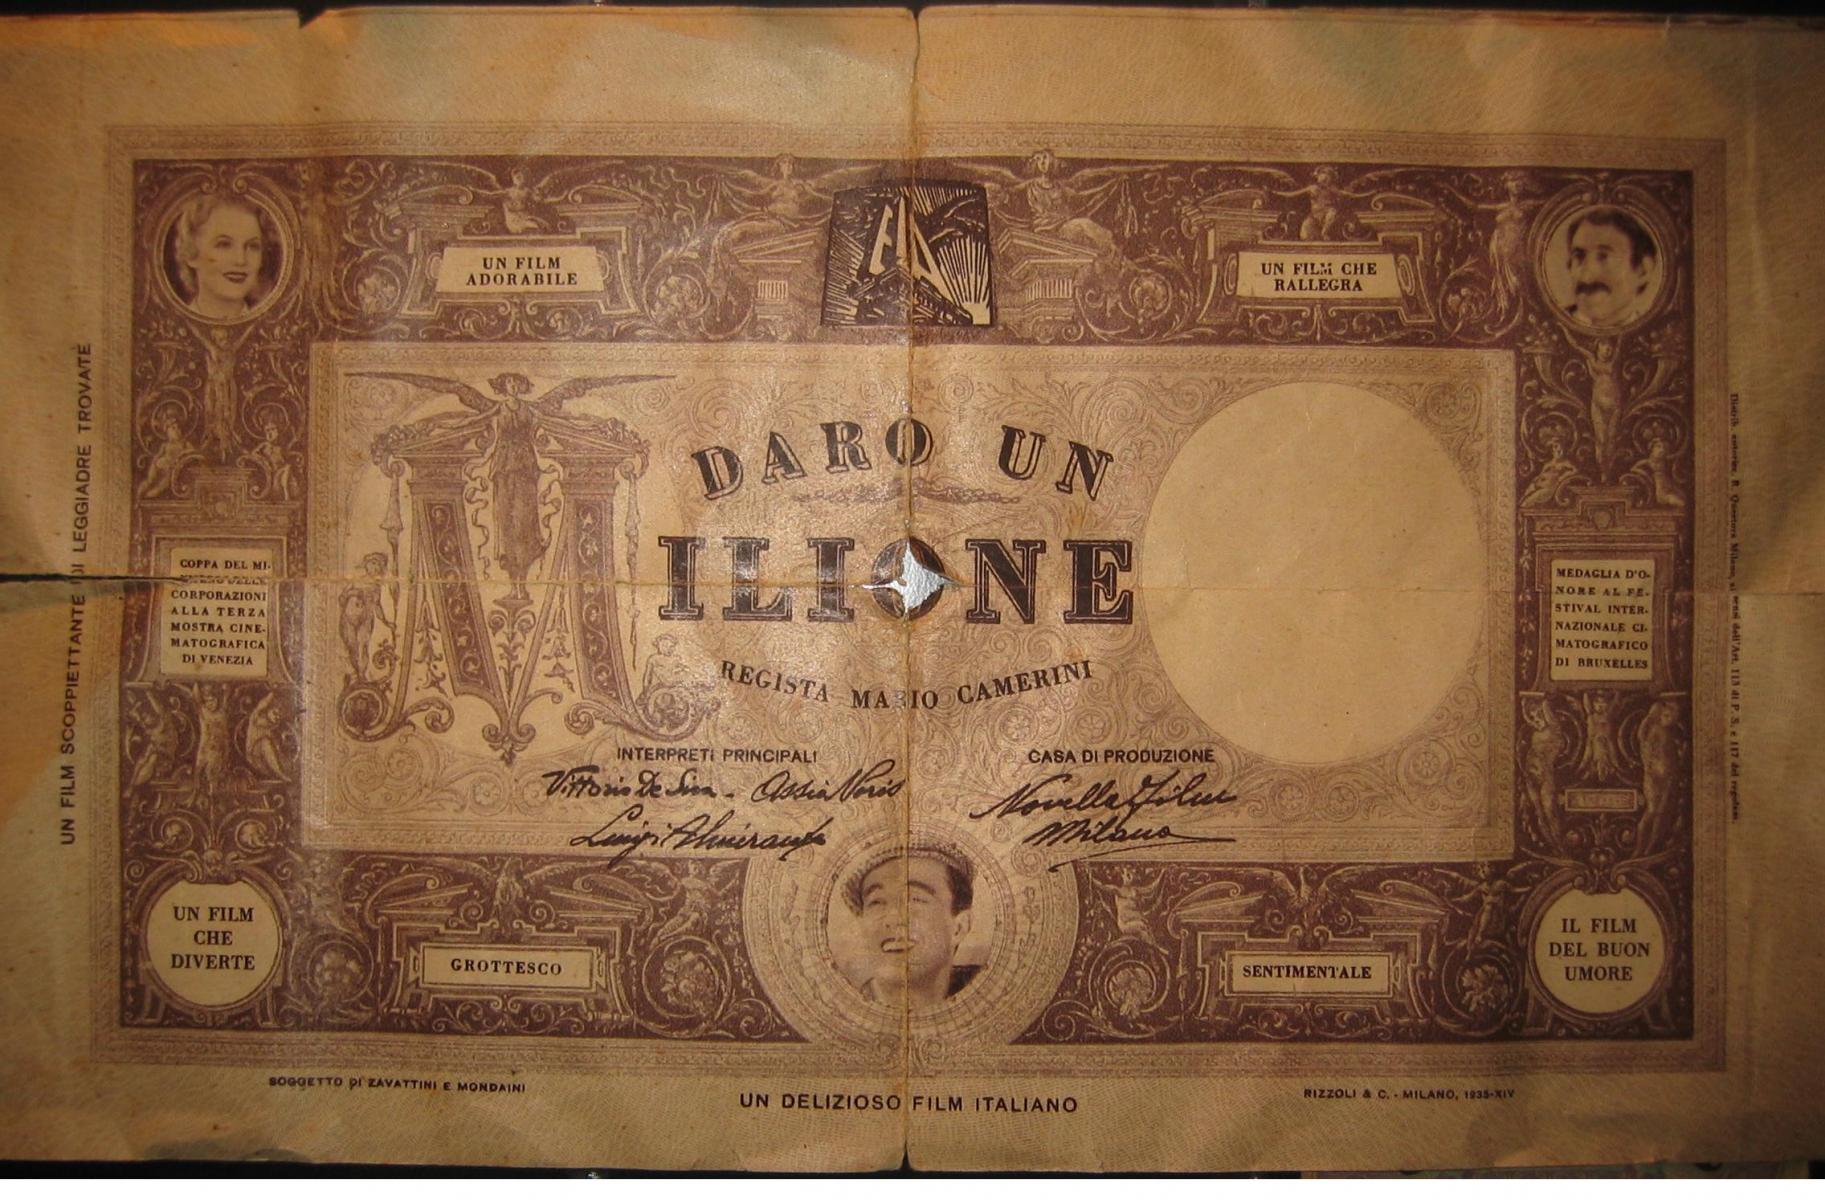 UN FILM SCOPPIETTANTE DI LEGGIADRE TROVATE
UN FILM
ADORABILE
UN FILM CHE
RALLEGRA
DARO UN
MILIONE
REGISTA MARIO CAMERINI
COPPA DEL MI-
CORPORAZIONI
ALLA TERZA
MOSTRA CINE-
MATOGRAFICA
DI VENEZIA
MEDAGLIA D'O-
NORE AL FE-
STIVAL INTER-
NAZIONALE CI-
MATOGRAFICO
DI BRUXELLES
INTERPRETI PRINCIPALI
Vittorio De Sica - Assia Noris
Luigi Almirante
CASA DI PRODUZIONE
Novella Film
Milano
UN FILM
CHE
DIVERTE
GROTTESCO
SENTIMENTALE
IL FILM
DEL BUON
UMORE
SOGGETTO DI ZAVATTINI E MONDAINI
UN DELIZIOSO FILM ITALIANO
RIZZOLI & C. - MILANO, 1935-XIV